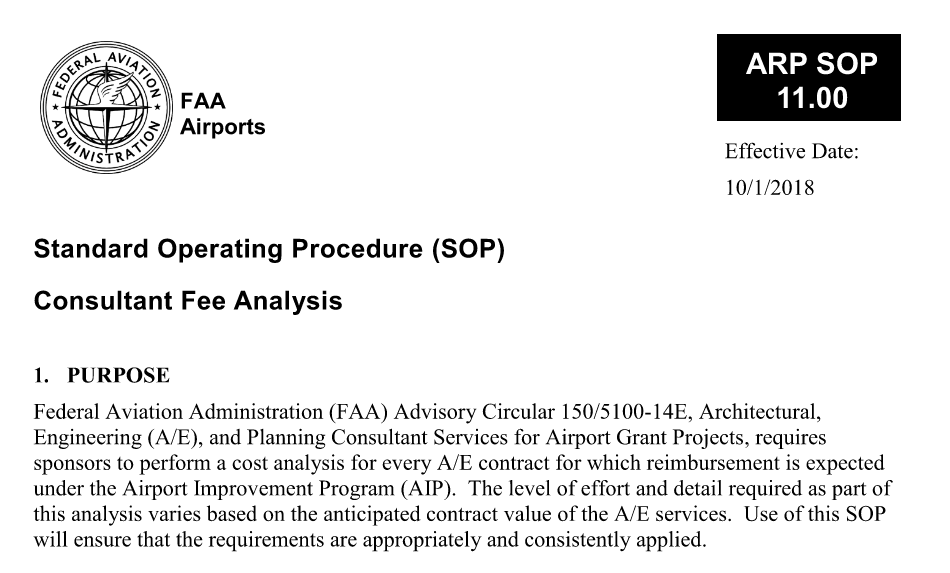 FEDERAL AVIATION
ADMINISTRATION
FAA
Airports
ARP SOP
11.00
Effective Date:
10/1/2018
Standard Operating Procedure (SOP)
Consultant Fee Analysis
1. PURPOSE
Federal Aviation Administration (FAA) Advisory Circular 150/5100-14E, Architectural,
Engineering (A/E), and Planning Consultant Services for Airport Grant Projects, requires
sponsors to perform a cost analysis for every A/E contract for which reimbursement is expected
under the Airport Improvement Program (AIP). The level of effort and detail required as part of
this analysis varies based on the anticipated contract value of the A/E services. Use of this SOP
will ensure that the requirements are appropriately and consistently applied.